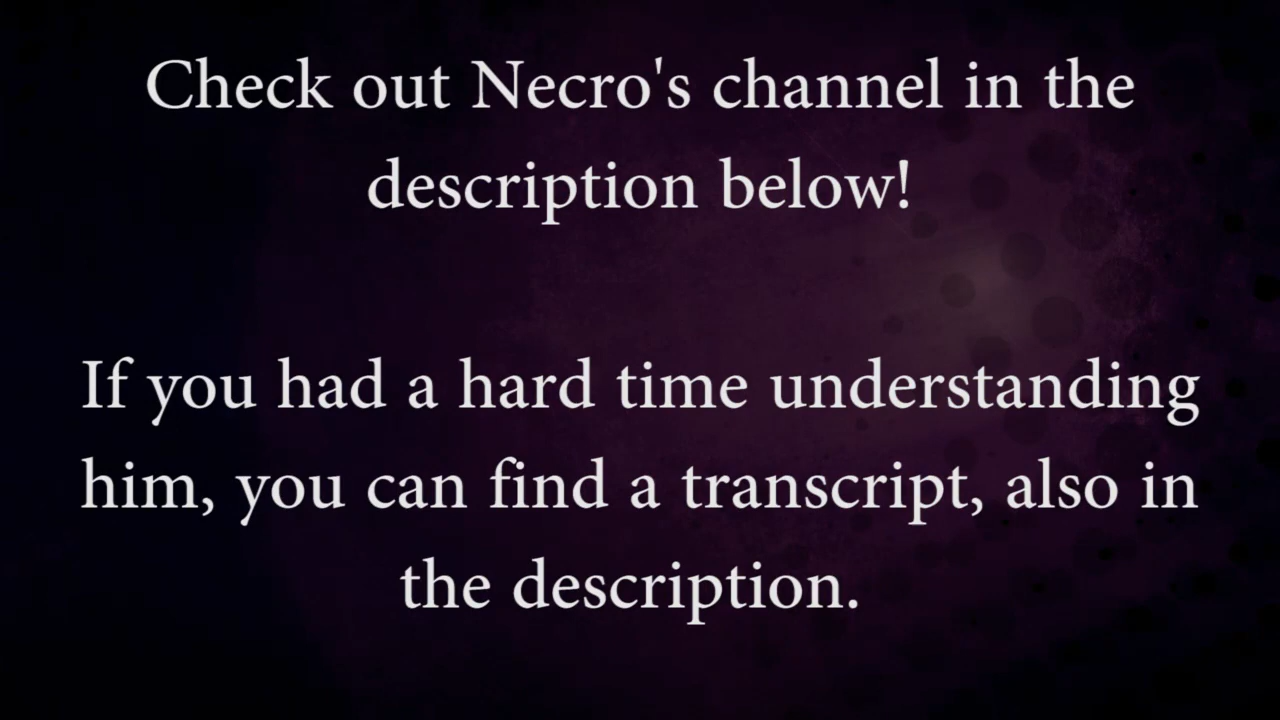 Check out Necro's channel in the
description below!
If you had a hard time understanding
him, you can find a transcript, also in
the description.